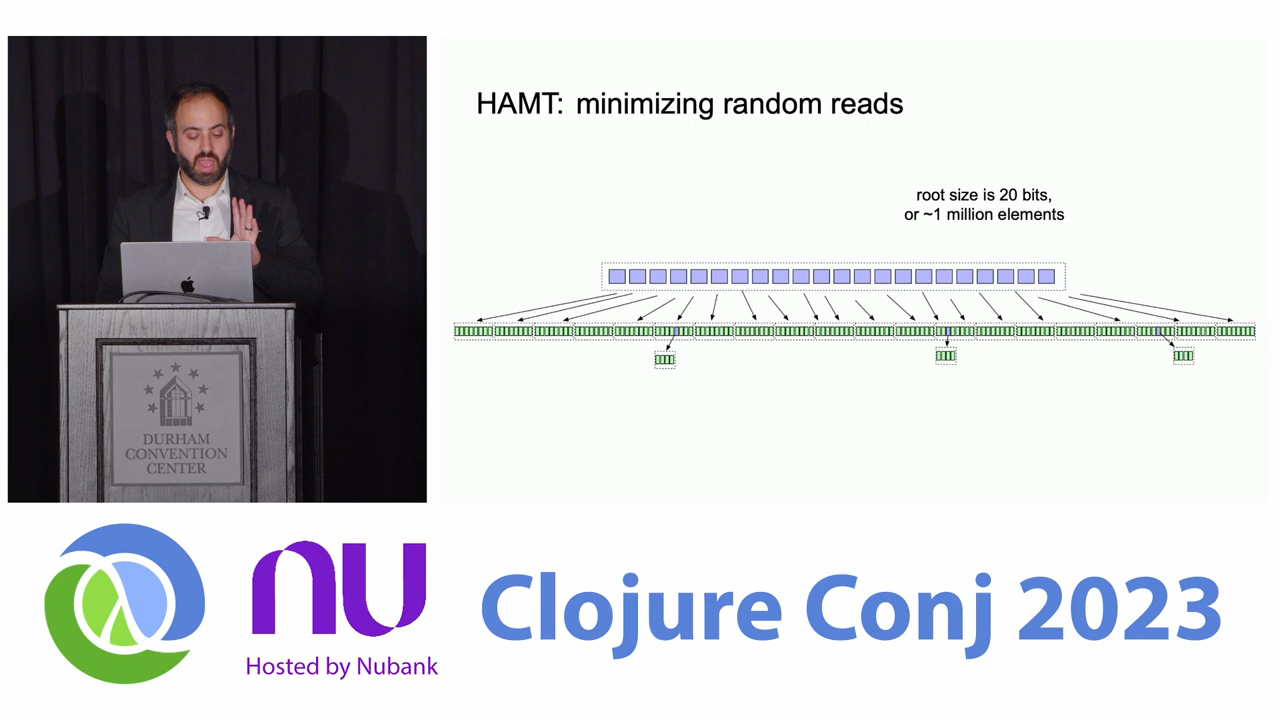 HAMT: minimizing random reads
root size is 20 bits,
or ~1 million elements
DURHAM
CONVENTION
CENTER
nu
Hosted by Nubank
Clojure Conj 2023